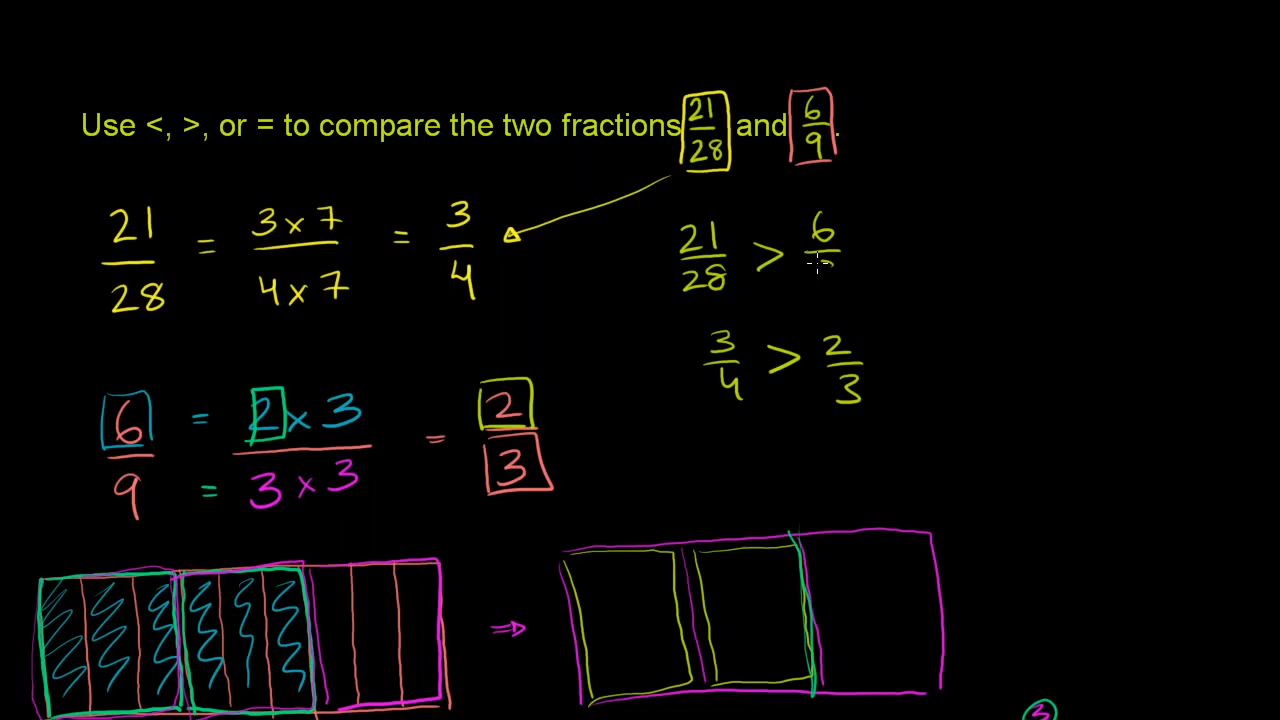 Use <, >, or = to compare the two fractions 21/28 and 6/9.
21/28 = 3 x 7/4 x 7 = 3/4
21/28 > 6/
3/4 > 2/3
6/9 = 2 x 3/3 x 3 = 2/3
⇒
3